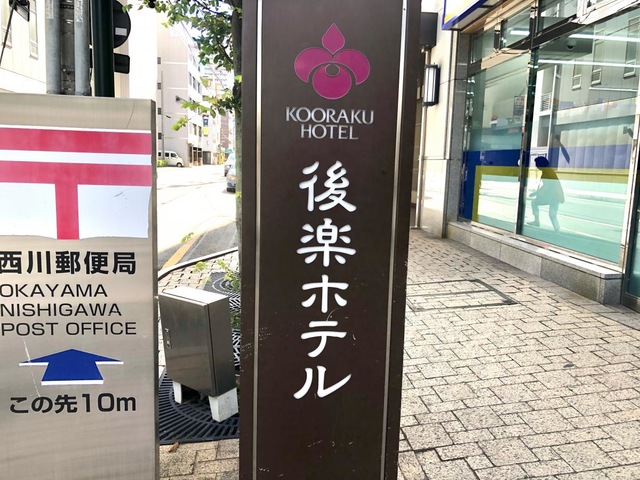 西川郵便局
OKAYAMA
NISHIGAWA
POST OFFICE
この先10m
KOORAKU
HOTEL
後楽ホテル